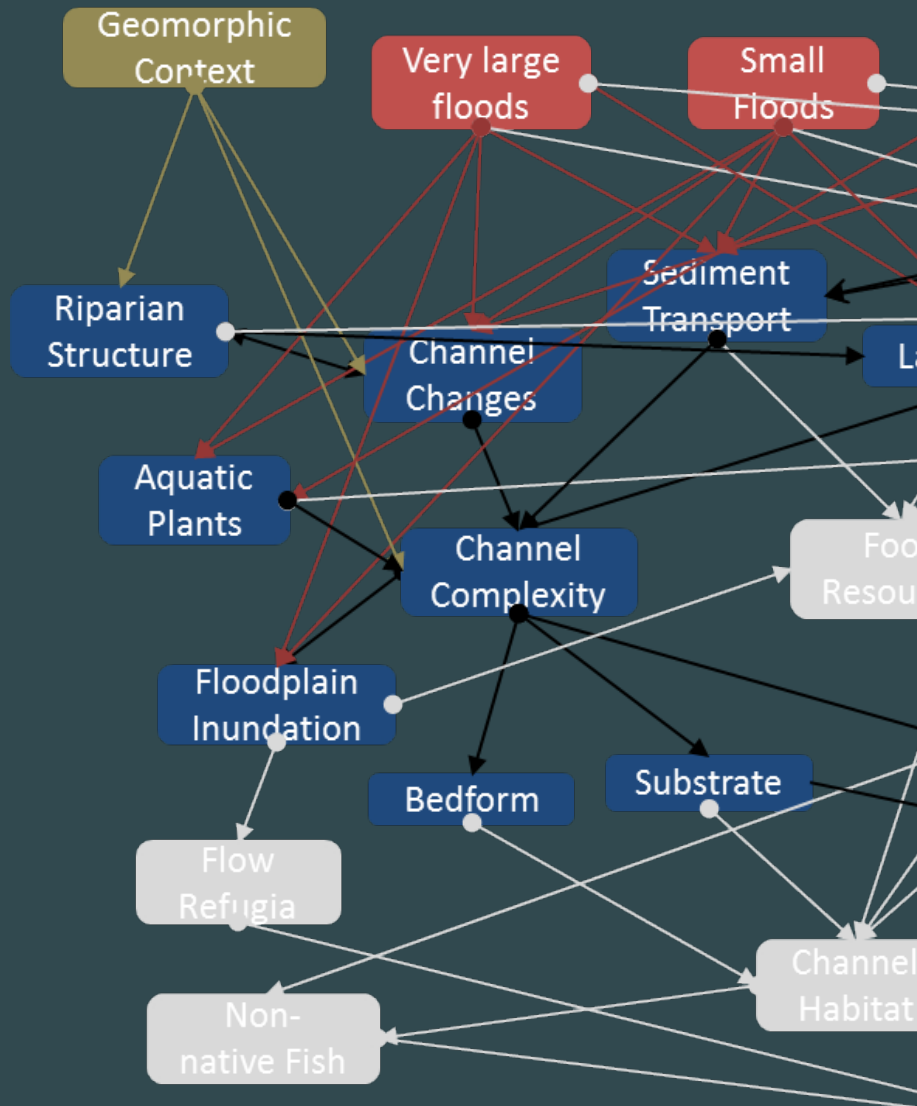 Geomorphic
Context
Very large
floods
Small
Floods
Riparian
Structure
Sediment
Transport
Channel
Changes
Aquatic
Plants
Channel
Complexity
Floodplain
Inundation
Bedform
Substrate
Flow
Refugia
Channel
Habitat
Non-
native Fish